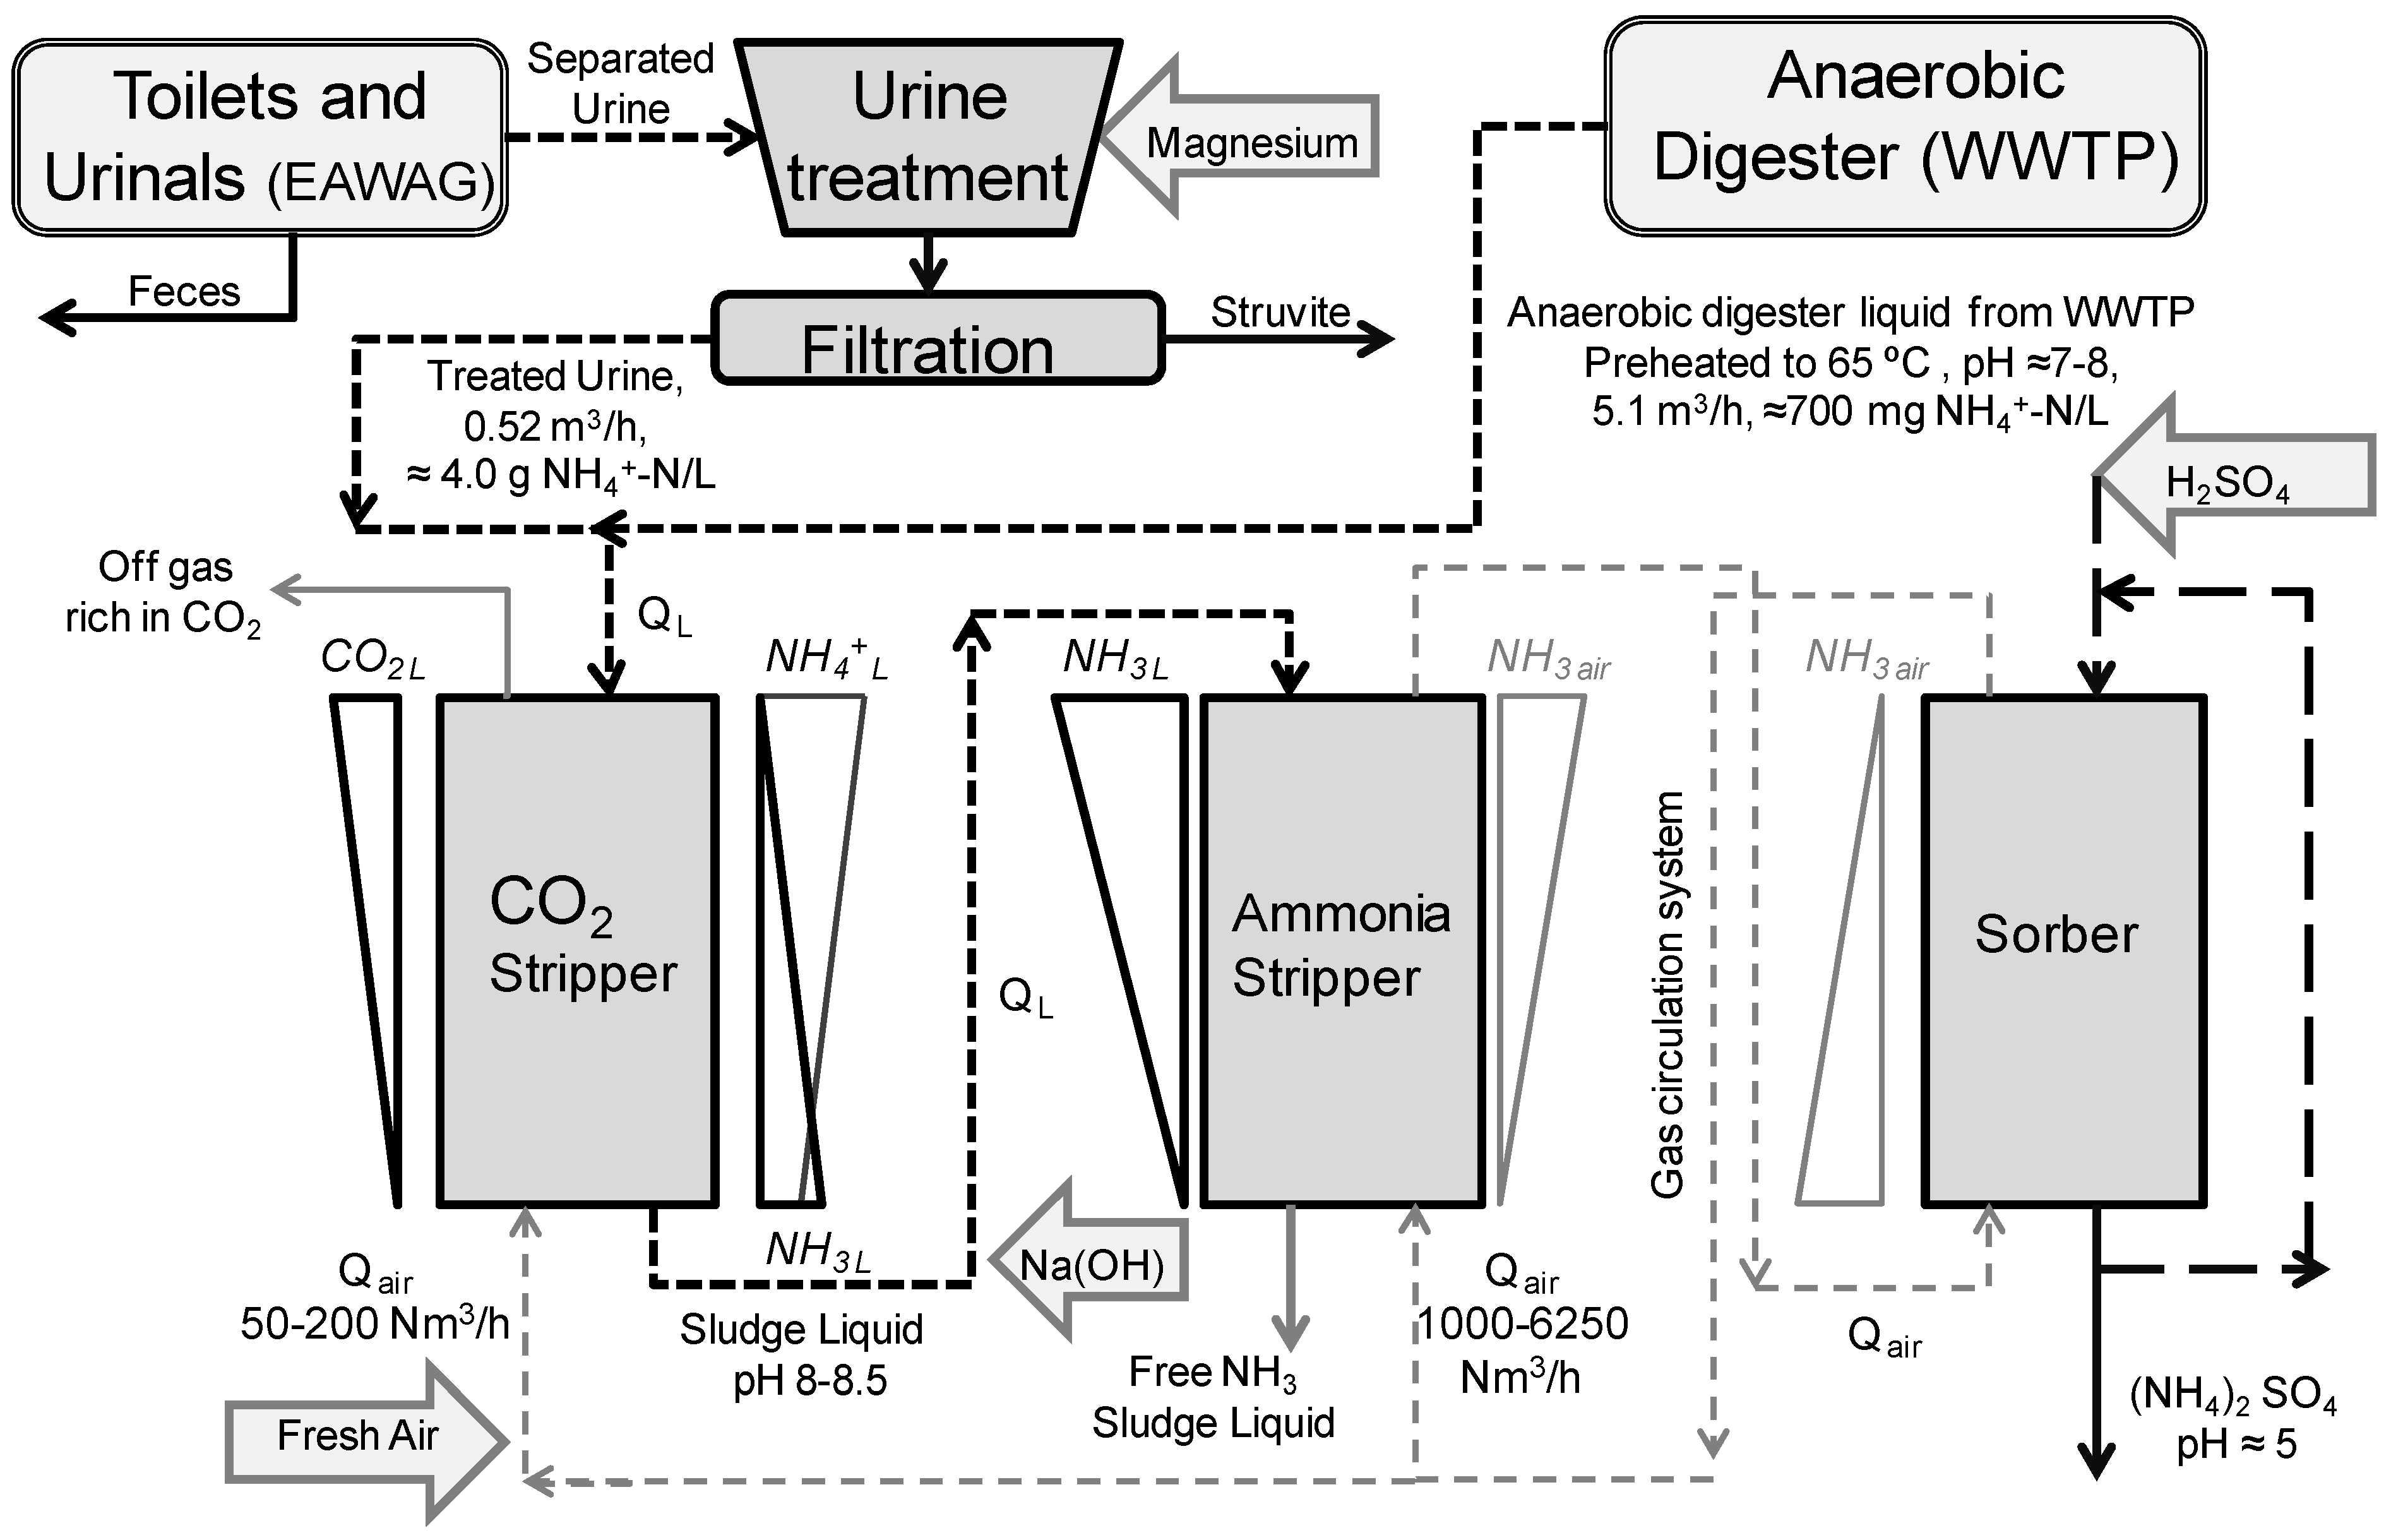 Toilets and
Urinals (EAWAG)
Separated
Urine
Urine
treatment
Magnesium
Anaerobic
Digester (WWTP)
Feces
Filtration
Struvite
Treated Urine,
0.52 m³/h,
≈ 4.0 g NH₄⁺-N/L
Anaerobic digester liquid from WWTP
Preheated to 65 ºC , pH ≈7-8,
5.1 m³/h, ≈700 mg NH₄⁺-N/L
H₂SO₄
Off gas
rich in CO₂
Q L
CO₂ L
NH₄⁺ L
NH₃ L
NH₃ air
NH₃ air
CO₂
Stripper
Q L
Ammonia
Stripper
Gas circulation system
Sorber
NH₃ L
Na(OH)
Q air
50-200 Nm³/h
Sludge Liquid
pH 8-8.5
Free NH₃
Sludge Liquid
Q air
1000-6250
Nm³/h
Q air
(NH₄)₂ SO₄
pH ≈ 5
Fresh Air